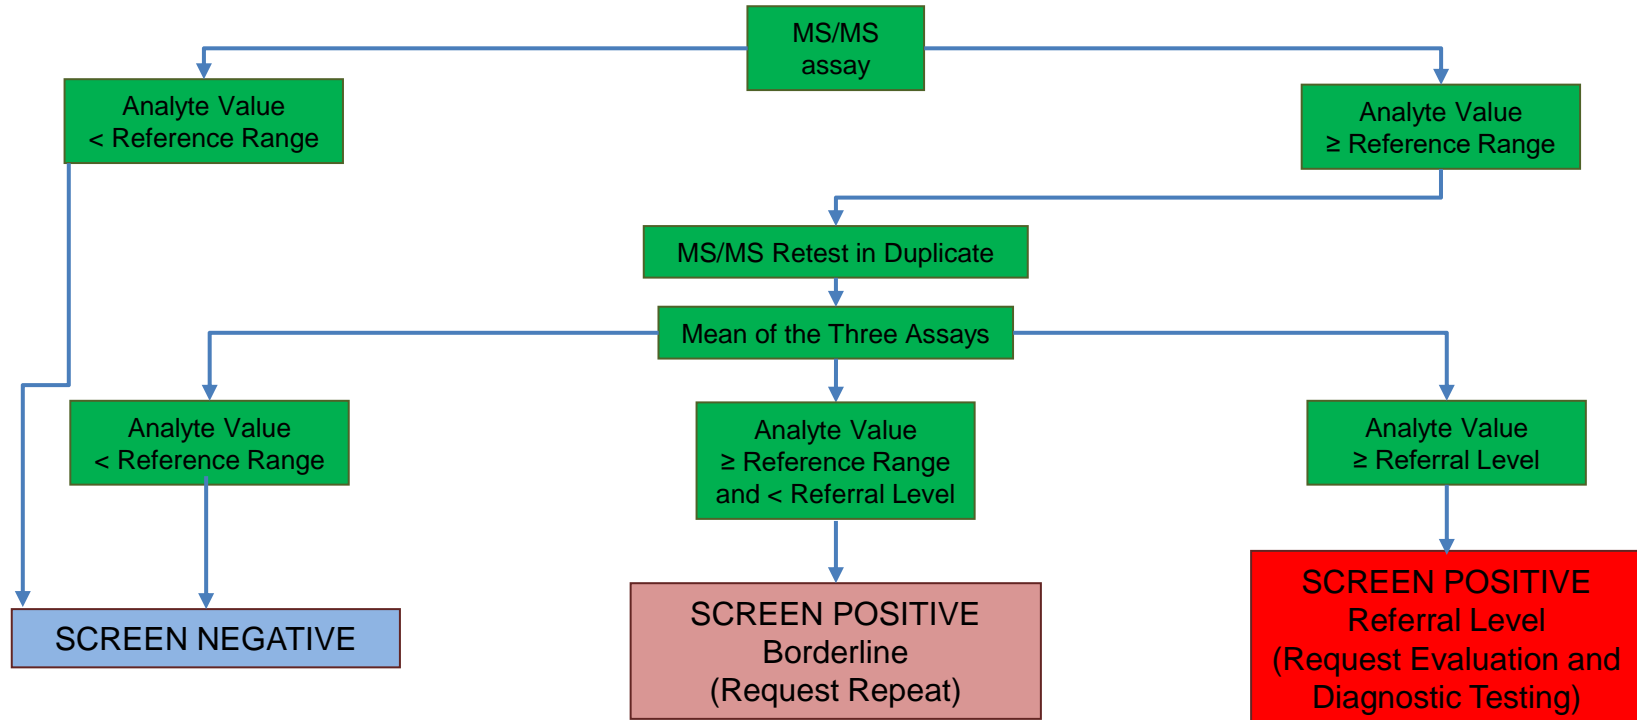 MS/MS
assay
Analyte Value
< Reference Range
Analyte Value
≥ Reference Range
MS/MS Retest in Duplicate
Mean of the Three Assays
Analyte Value
< Reference Range
Analyte Value
≥ Reference Range
and < Referral Level
Analyte Value
≥ Referral Level
SCREEN NEGATIVE
SCREEN POSITIVE
Borderline
(Request Repeat)
SCREEN POSITIVE
Referral Level
(Request Evaluation and
Diagnostic Testing)